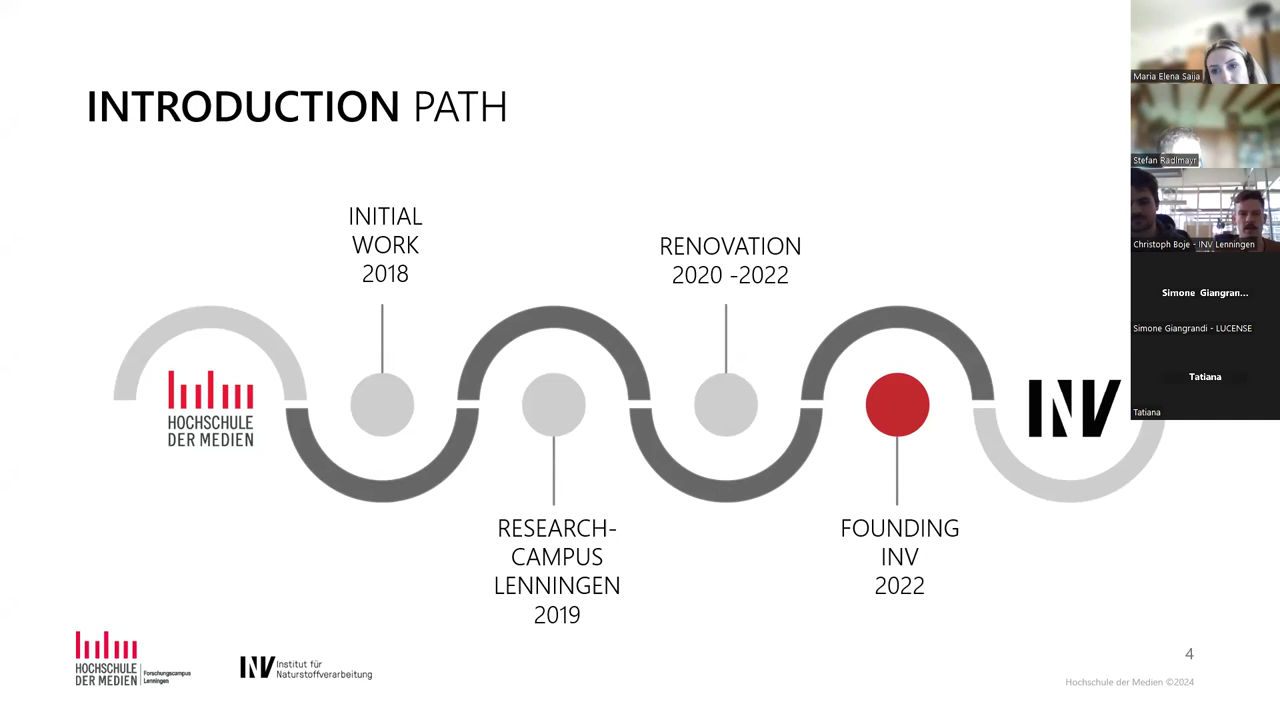 INTRODUCTION PATH
INITIAL
WORK
2018
RENOVATION
2020 -2022
HOCHSCHULE
DER MEDIEN
INV
RESEARCH-
CAMPUS
LENNINGEN
2019
FOUNDING
INV
2022
HOCHSCHULE
DER MEDIEN
Forschungscampus
Lenningen
INV
Institut für
Naturstoffverarbeitung
4
Hochschule der Medien ©2024
Maria Elena Saija
Stefan Radlmayr
Christoph Boje - INV Lenningen
Simone Giangran...
Simone Giangrandi - LUCENSE
Tatiana
Tatiana